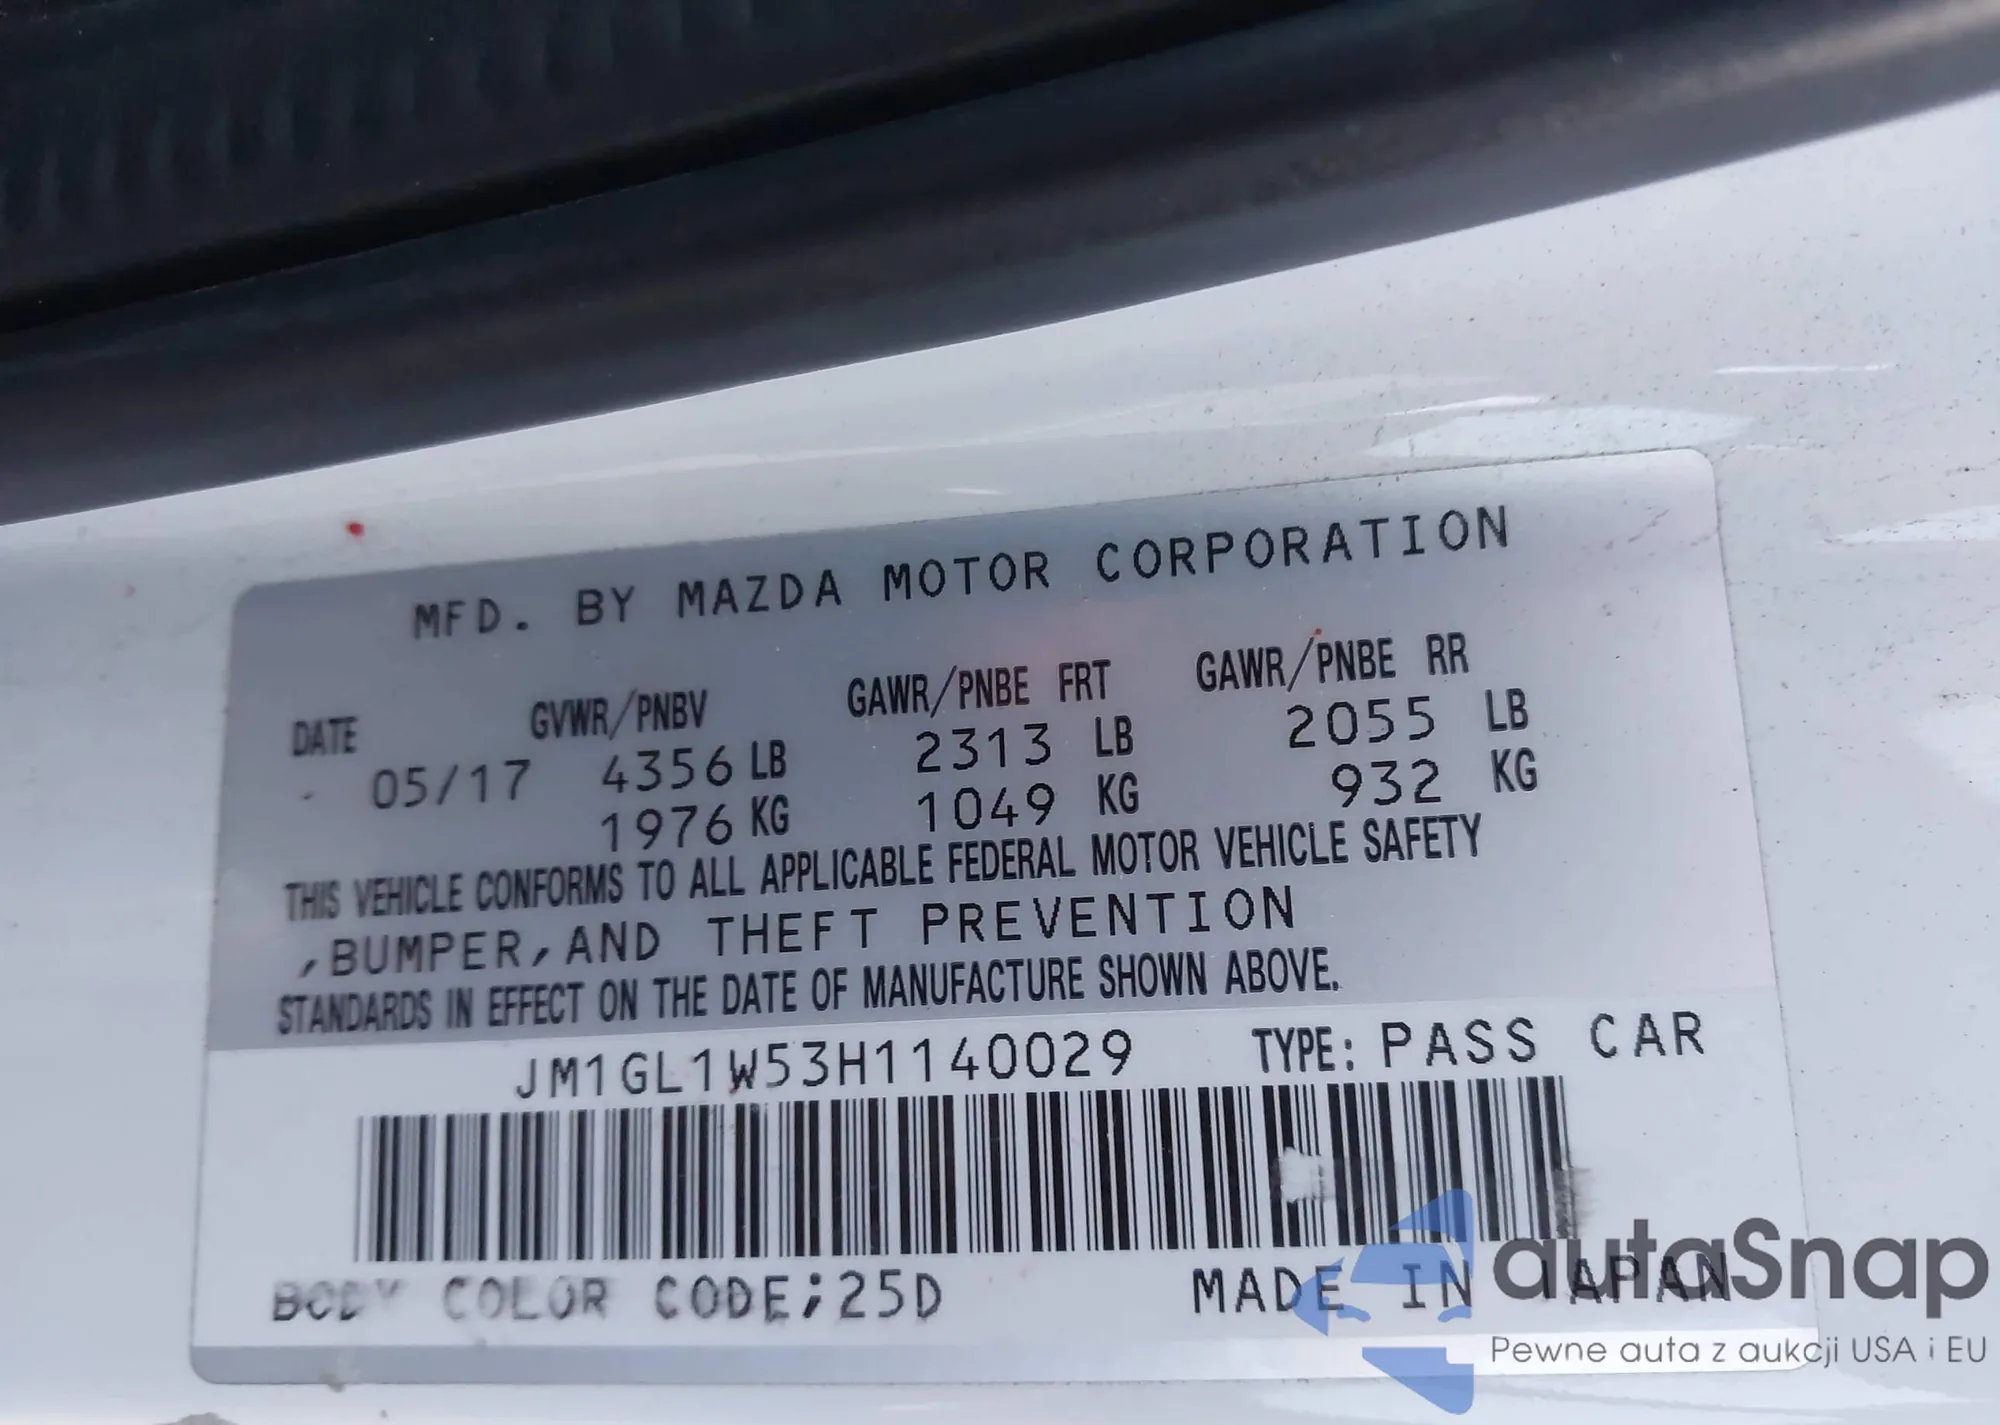 MFD. BY MAZDA MOTOR CORPORATION
DATE GVWR/PNBV GAWR/PNBE FRT GAWR/PNBE RR
05/17 4356 LB 2313 LB 2055 LB
1976 KG 1049 KG 932 KG
THIS VEHICLE CONFORMS TO ALL APPLICABLE FEDERAL MOTOR VEHICLE SAFETY
,BUMPER,AND THEFT PREVENTION
STANDARDS IN EFFECT ON THE DATE OF MANUFACTURE SHOWN ABOVE.
JM1GL1W53H1140029 TYPE: PASS CAR
BODY COLOR CODE;25D MADE IN JAPAN
autaSnap
Pewne auta z aukcji USA i EU